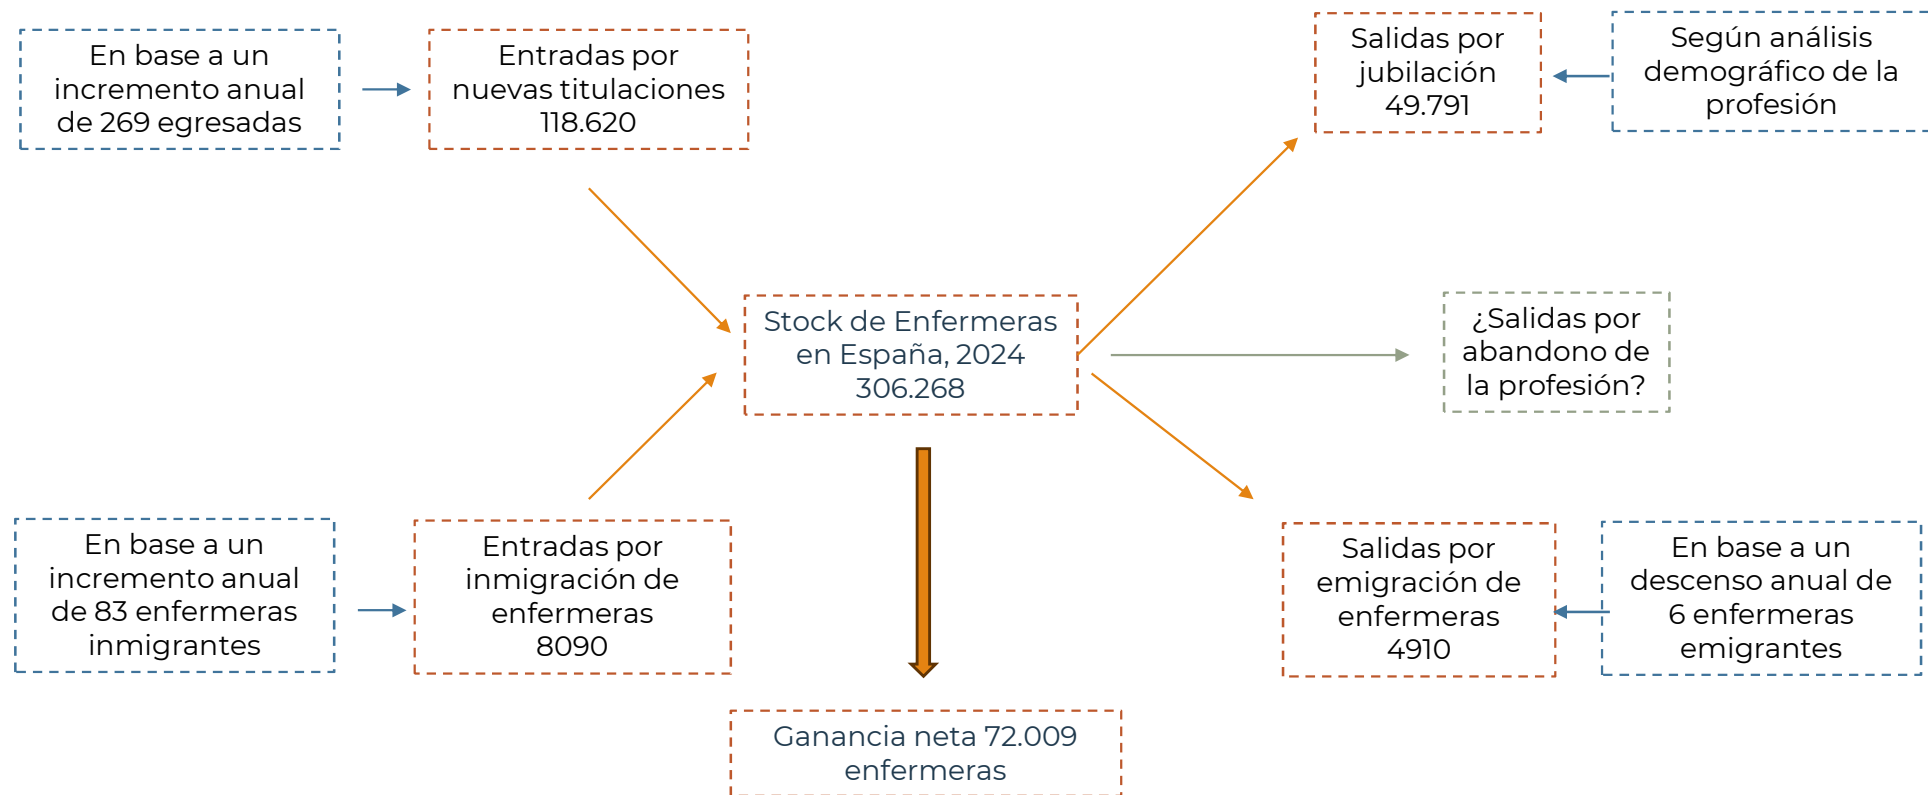 En base a un
incremento anual
de 269 egresadas
Entradas por
nuevas titulaciones
118.620
Salidas por
jubilación
49.791
Según análisis
demográfico de la
profesión
Stock de Enfermeras
en España, 2024
306.268
¿Salidas por
abandono de
la profesión?
En base a un
incremento anual
de 83 enfermeras
inmigrantes
Entradas por
inmigración de
enfermeras
8090
Salidas por
emigración de
enfermeras
4910
En base a un
descenso anual de
6 enfermeras
emigrantes
Ganancia neta 72.009
enfermeras